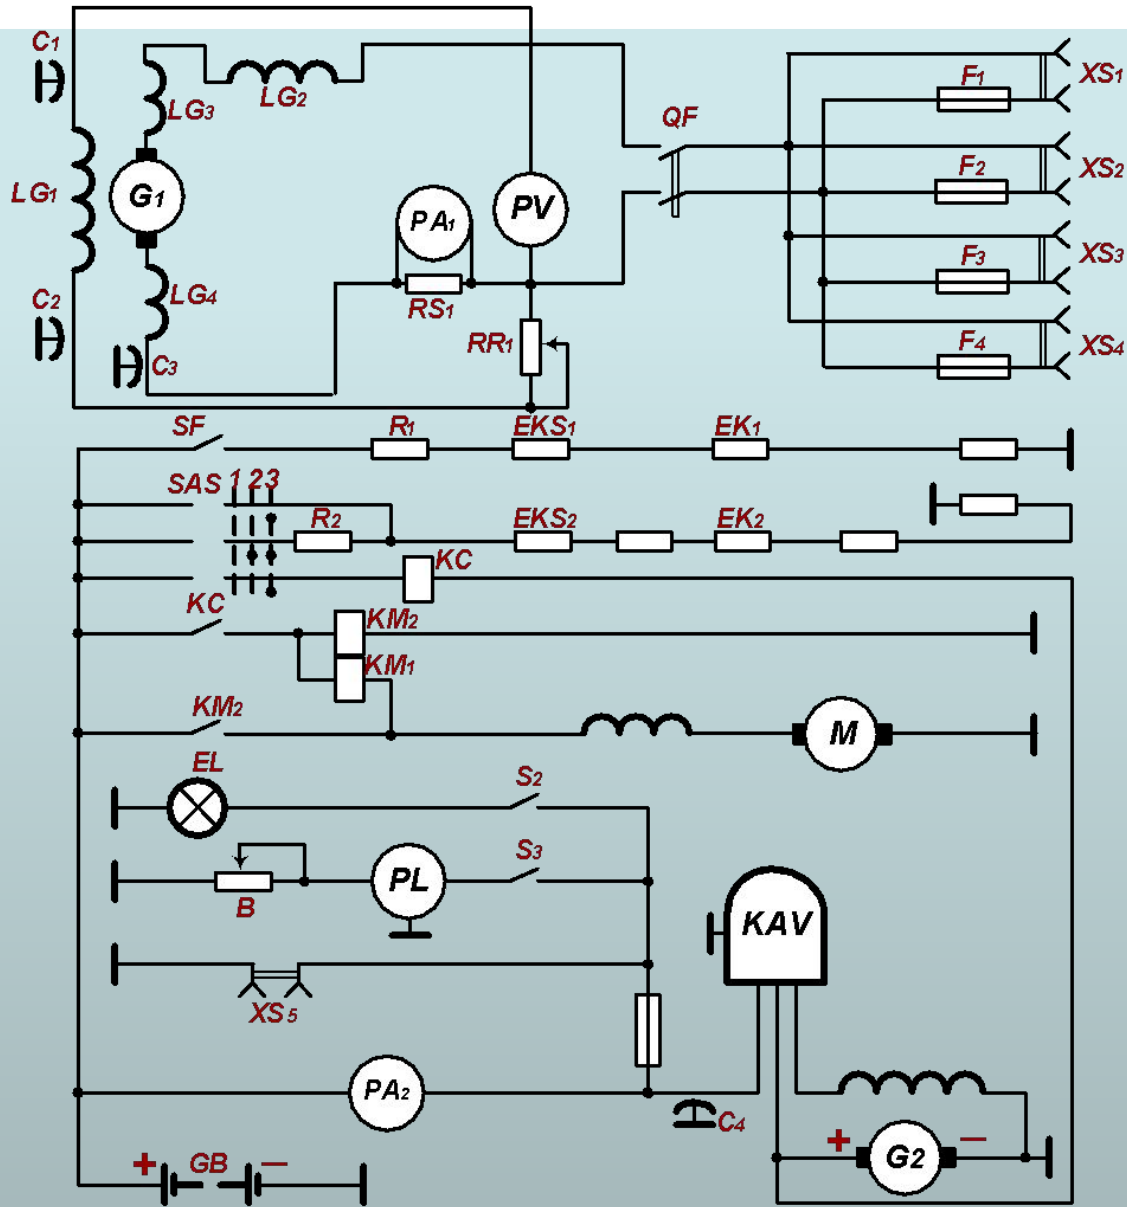 C1
LG3
LG2
QF
F1
XS1
LG1
G1
PA1
PV
F2
XS2
C2
LG4
RS1
F3
XS3
C3
RR1
F4
XS4
SF
R1
EKS1
EK1
SAS 1 2 3
R2
EKS2
EK2
KC
KC
KM2
KM1
KM2
M
EL
S2
B
PL
S3
KAV
XS5
PA2
C4
+ G2 −
+ GB −